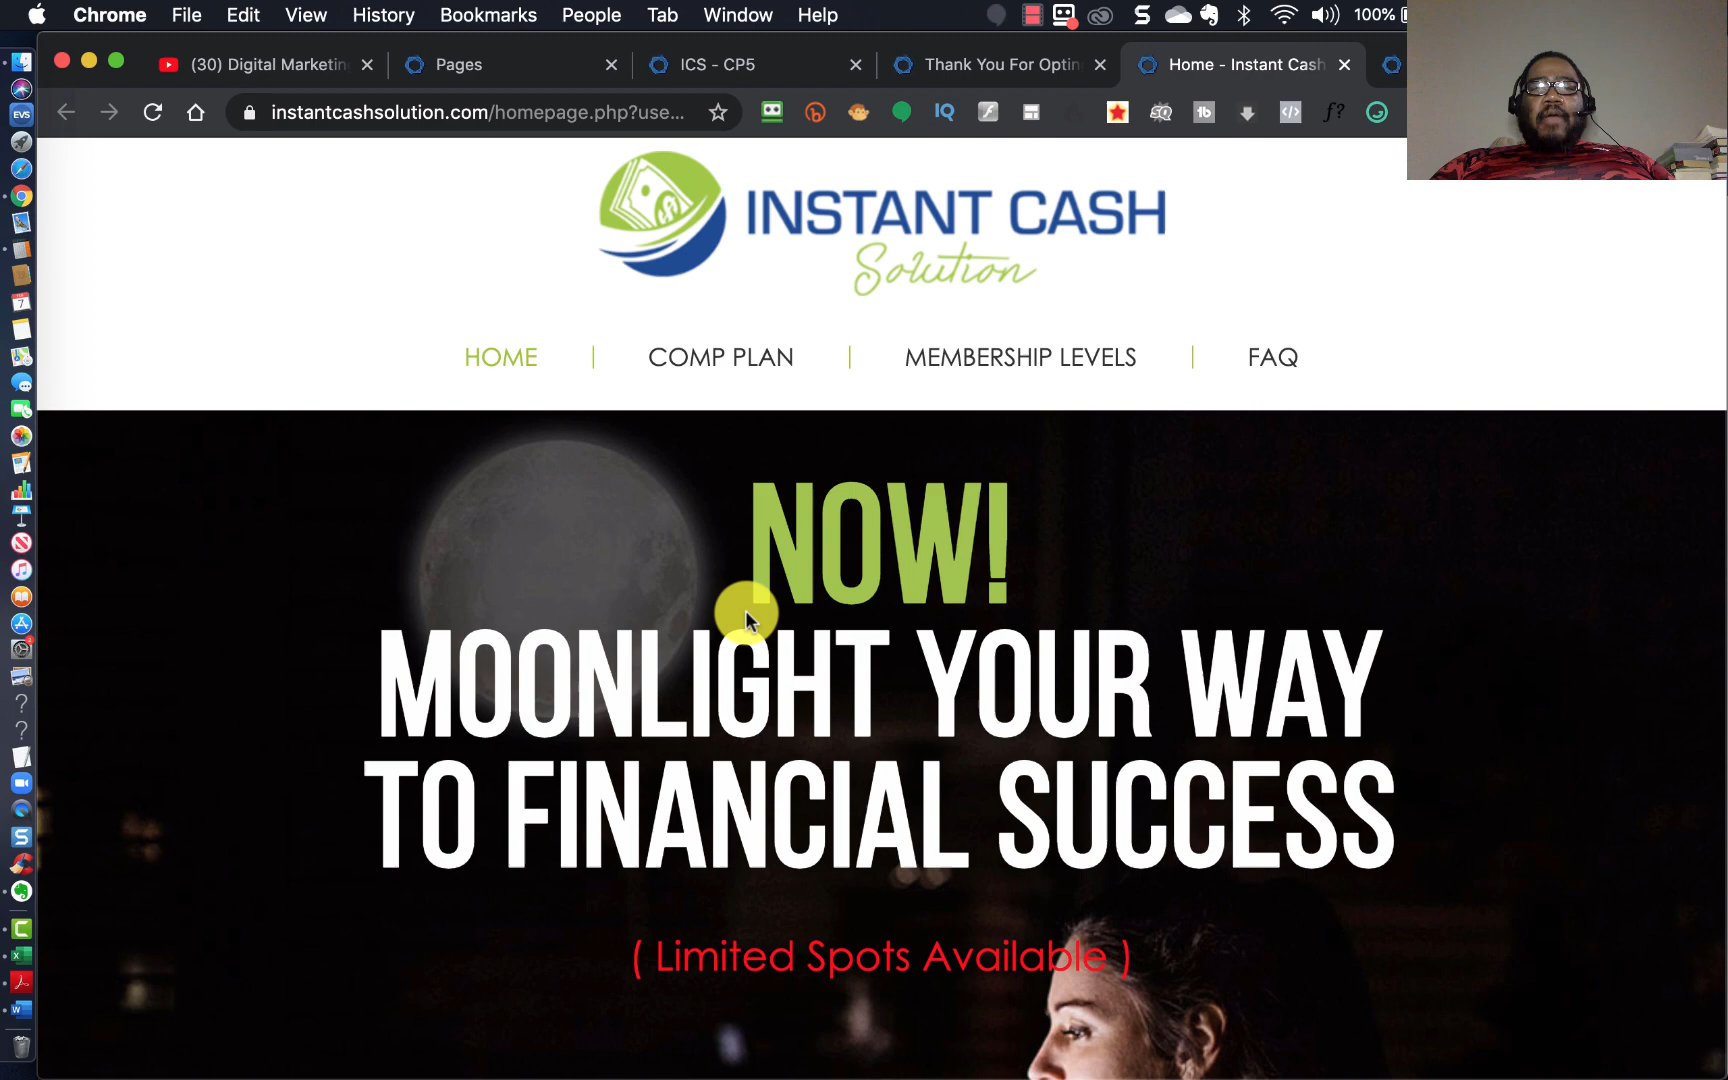 Chrome File Edit View History Bookmarks People Tab Window Help 100%
(30) Digital Marketin Pages ICS - CP5 Thank You For Optin Home - Instant Cash
instantcashsolution.com/homepage.php?use...
INSTANT CASH
Solution
HOME | COMP PLAN | MEMBERSHIP LEVELS | FAQ
NOW!
MOONLIGHT YOUR WAY
TO FINANCIAL SUCCESS
( Limited Spots Available )